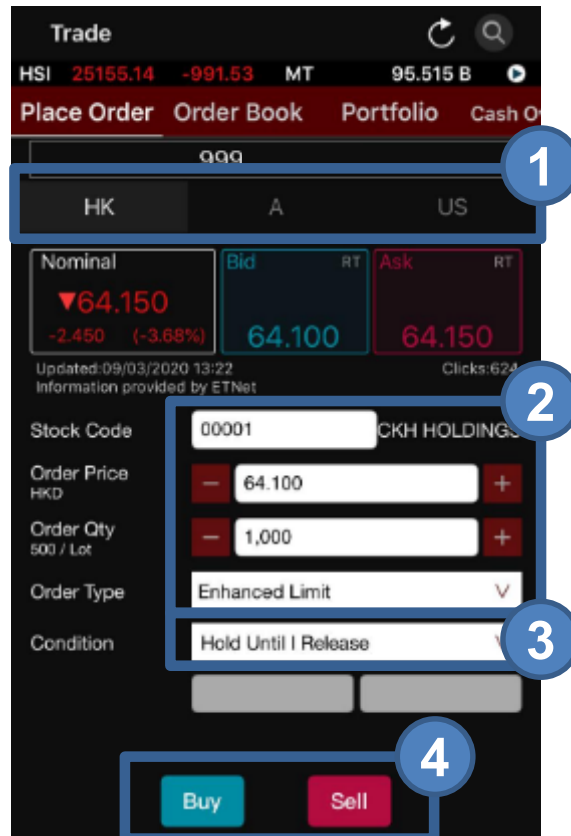 Trade
HSI 25155.14 -991.53 MT 95.515 B
Place Order Order Book Portfolio Cash O
999
1
HK A US
Nominal Bid RT Ask RT
▼64.150
-2.450 (-3.68%) 64.100 64.150
Updated:09/03/2020 13:22 Clicks:624
Information provided by ETNet
2
Stock Code 00001 CKH HOLDINGS
Order Price − 64.100 +
HKD
Order Qty − 1,000 +
500 / Lot
Order Type Enhanced Limit V
Condition Hold Until I Release
3
4
Buy Sell